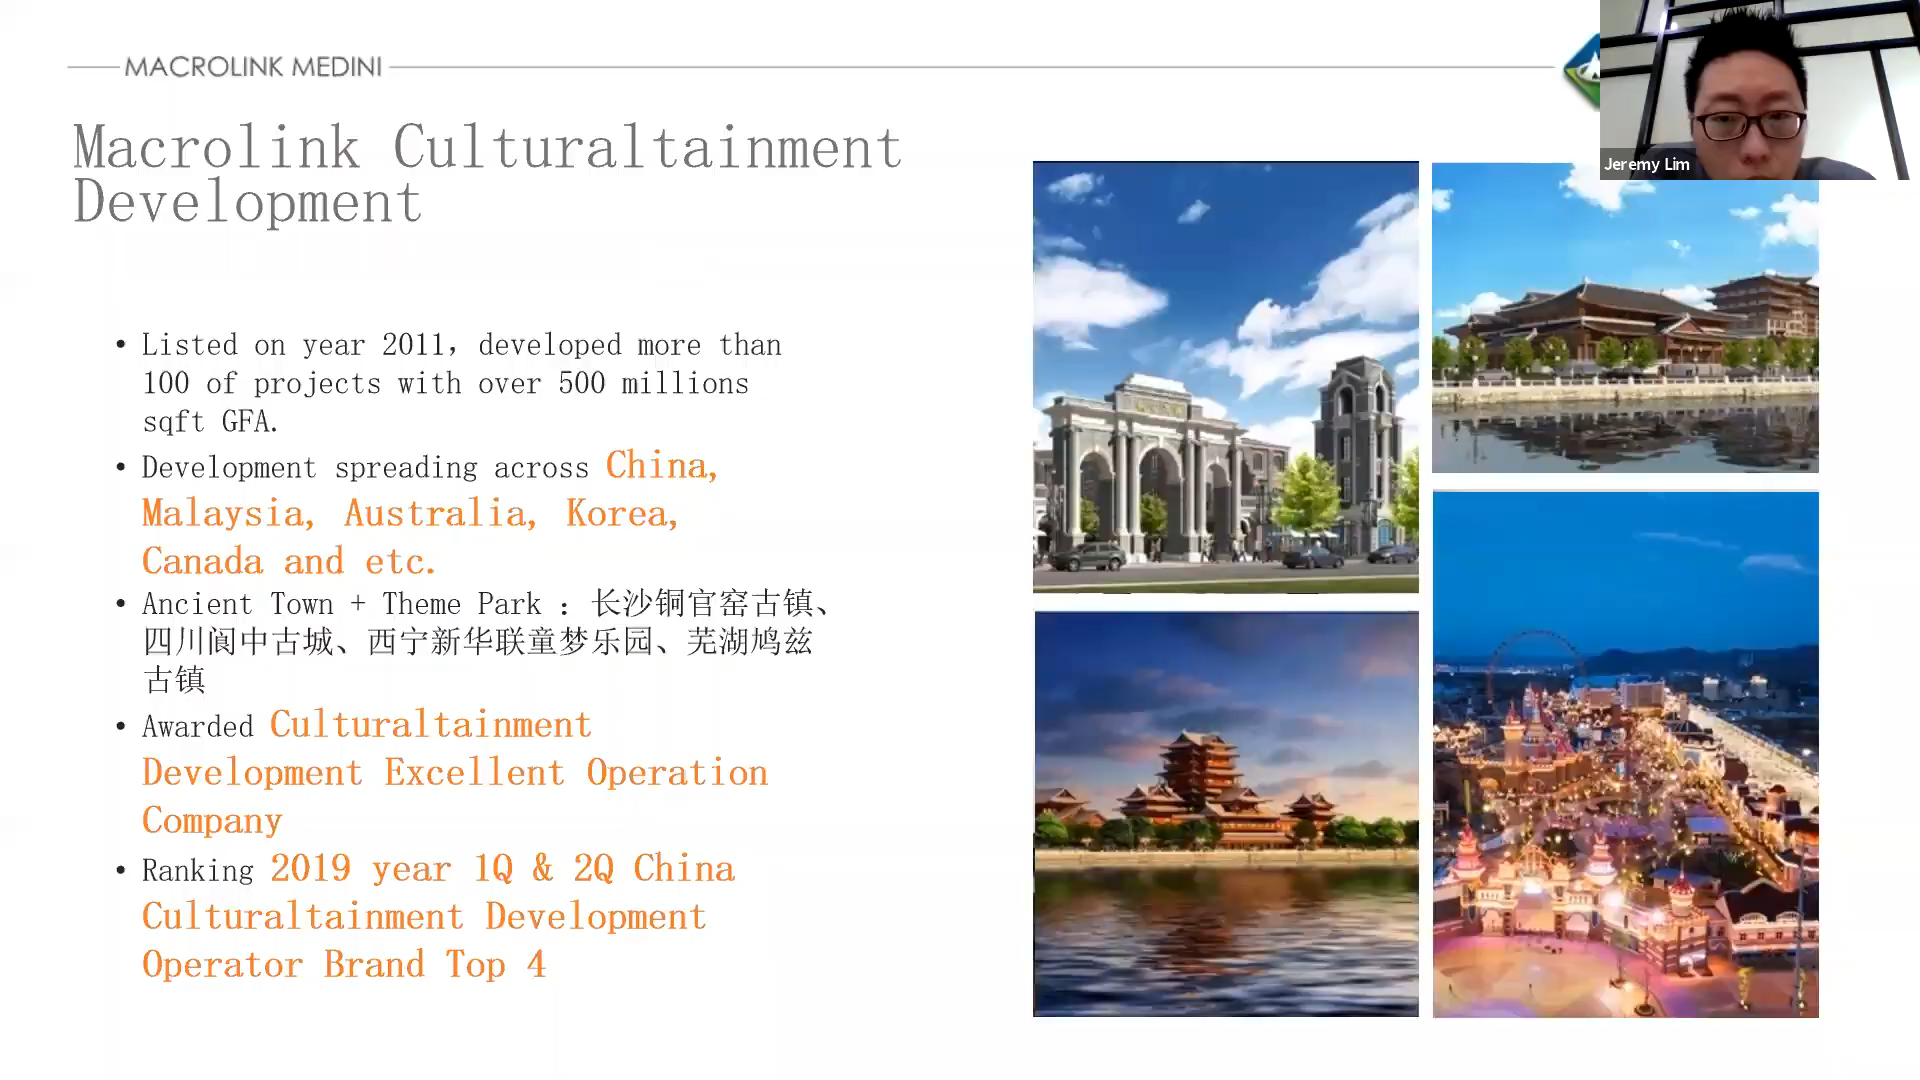 MACROLINK MEDINI
Macrolink Culturaltainment
Development
• Listed on year 2011, developed more than
100 of projects with over 500 millions
sqft GFA.
• Development spreading across China,
Malaysia, Australia, Korea,
Canada and etc.
• Ancient Town + Theme Park : 长沙铜官窑古镇、
四川阆中古城、西宁新华联童梦乐园、芜湖鸠兹
古镇
• Awarded Culturaltainment
Development Excellent Operation
Company
• Ranking 2019 year 1Q & 2Q China
Culturaltainment Development
Operator Brand Top 4
Jeremy Lim